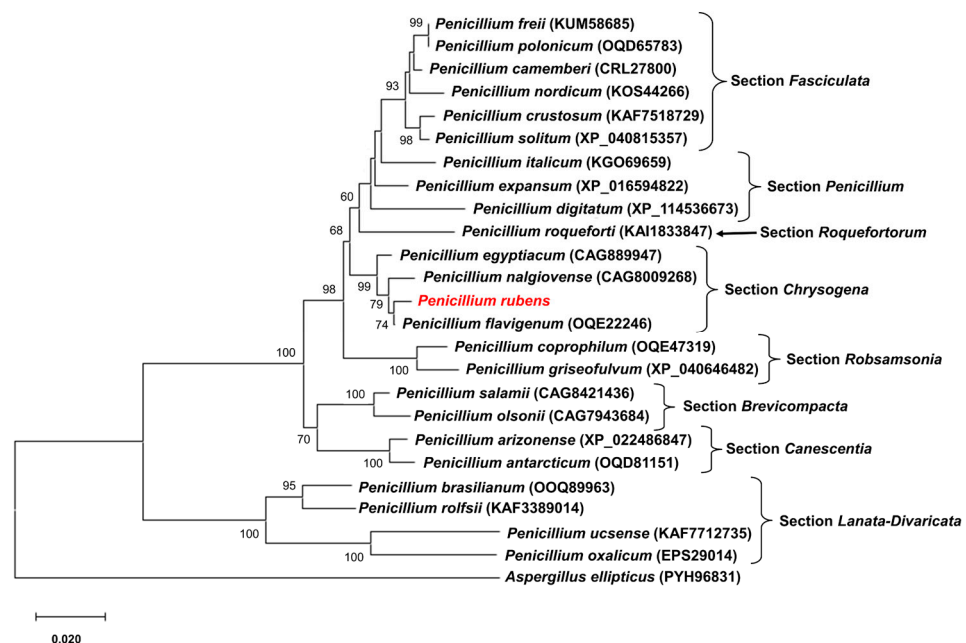 99
Penicillium freii (KUM58685)
Penicillium polonicum (OQD65783)
Penicillium camemberi (CRL27800)
Section Fasciculata
93
Penicillium nordicum (KOS44266)
Penicillium crustosum (KAF7518729)
98
Penicillium solitum (XP_040815357)
Penicillium italicum (KGO69659)
Penicillium expansum (XP_016594822)
Section Penicillium
60
Penicillium digitatum (XP_114536673)
68
Penicillium roqueforti (KAI1833847)
Section Roquefortorum
Penicillium egyptiacum (CAG889947)
99
Penicillium nalgiovense (CAG8009268)
Section Chrysogena
98
79
Penicillium rubens
74
Penicillium flavigenum (OQE22246)
100
Penicillium coprophilum (OQE47319)
Section Robsamsonia
100
Penicillium griseofulvum (XP_040646482)
100
Penicillium salamii (CAG8421436)
Section Brevicompacta
Penicillium olsonii (CAG7943684)
70
Penicillium arizonense (XP_022486847)
Section Canescentia
100
Penicillium antarcticum (OQD81151)
95
Penicillium brasilianum (OOQ89963)
Penicillium rolfsii (KAF3389014)
Section Lanata-Divaricata
100
Penicillium ucsense (KAF7712735)
100
Penicillium oxalicum (EPS29014)
Aspergillus ellipticus (PYH96831)
0.020